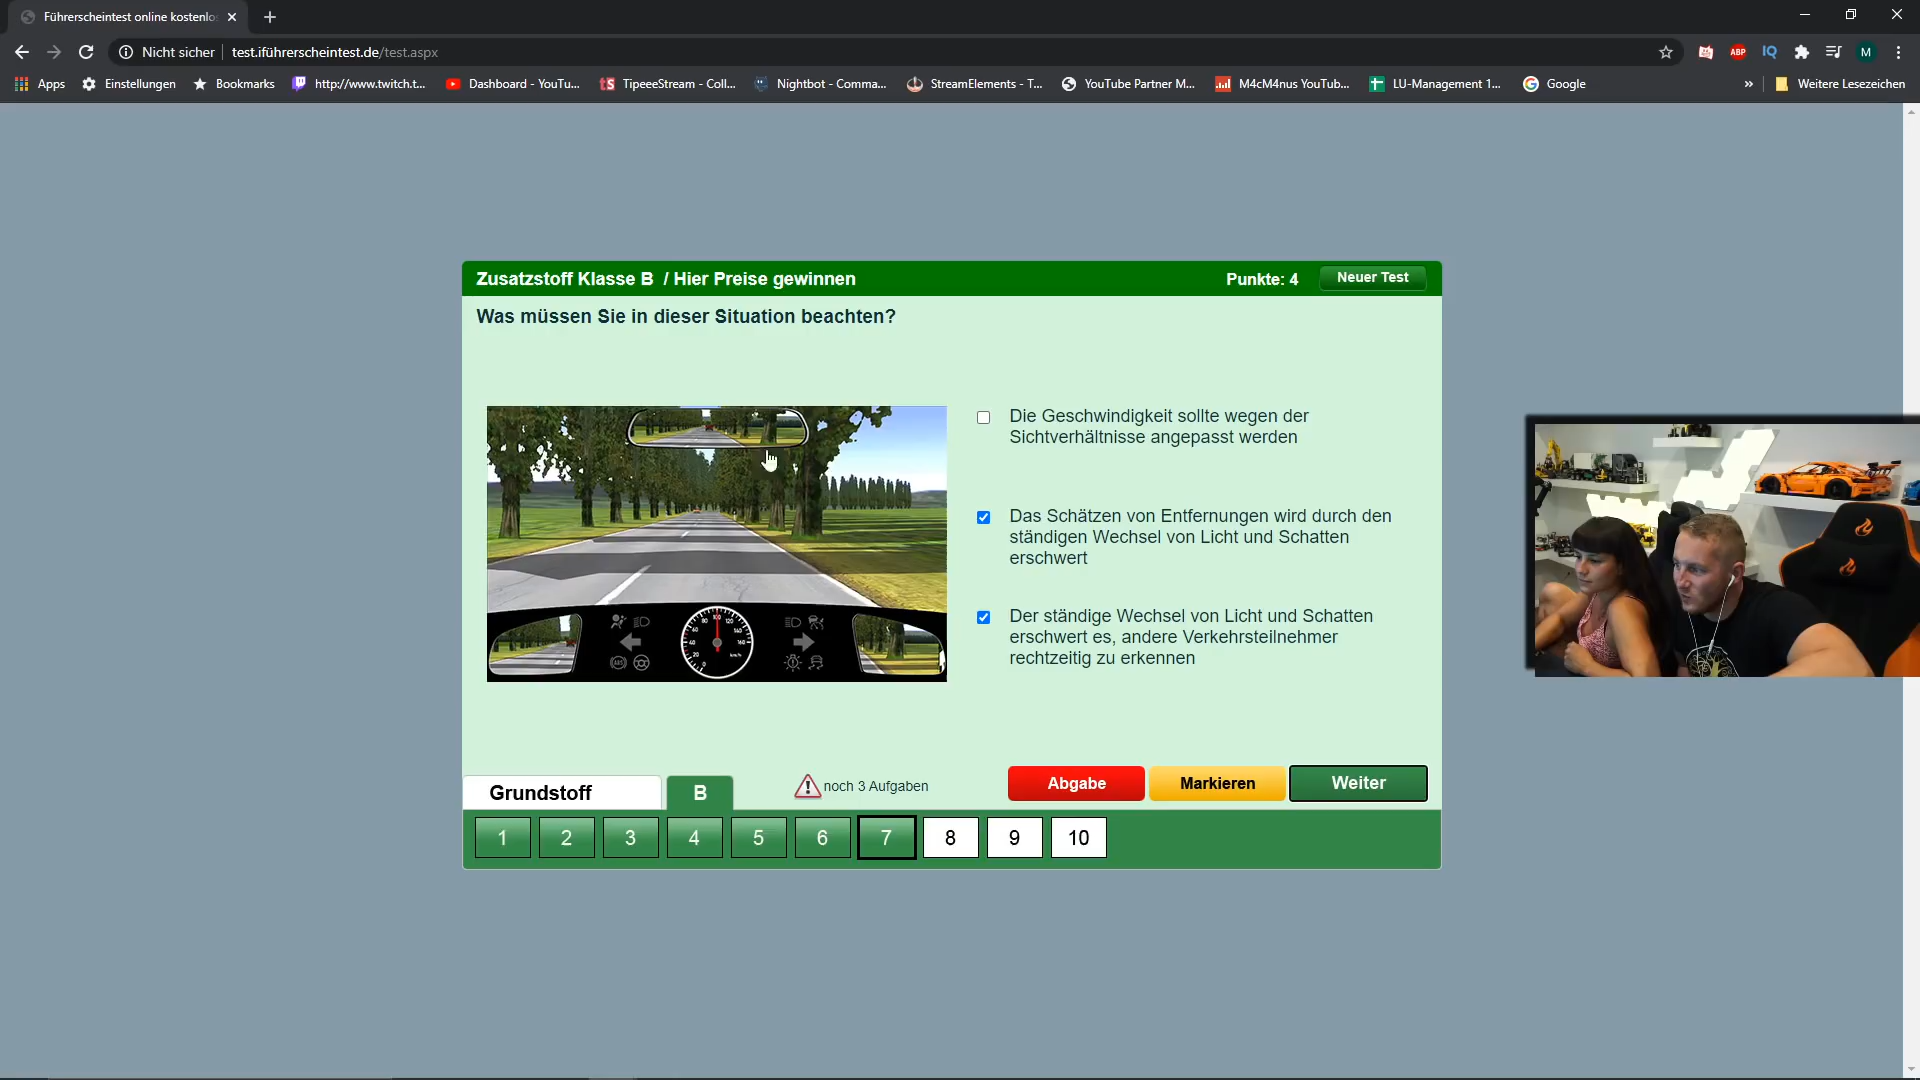 Führerscheintest online kostenlos
Nicht sicher
test.iführerscheintest.de/test.aspx
ABP
IQ
M
Apps
Einstellungen
Bookmarks
http://www.twitch.t...
Dashboard - YouTu...
TipeeeStream - Coll...
Nightbot - Comma...
StreamElements - T...
YouTube Partner M...
M4cM4nus YouTub...
LU-Management 1...
Google
»
Weitere Lesezeichen
Zusatzstoff Klasse B / Hier Preise gewinnen
Punkte: 4
Neuer Test
Was müssen Sie in dieser Situation beachten?
Die Geschwindigkeit sollte wegen der
Sichtverhältnisse angepasst werden
Das Schätzen von Entfernungen wird durch den
ständigen Wechsel von Licht und Schatten
erschwert
Der ständige Wechsel von Licht und Schatten
erschwert es, andere Verkehrsteilnehmer
rechtzeitig zu erkennen
Grundstoff
B
noch 3 Aufgaben
Abgabe
Markieren
Weiter
1
2
3
4
5
6
7
8
9
10